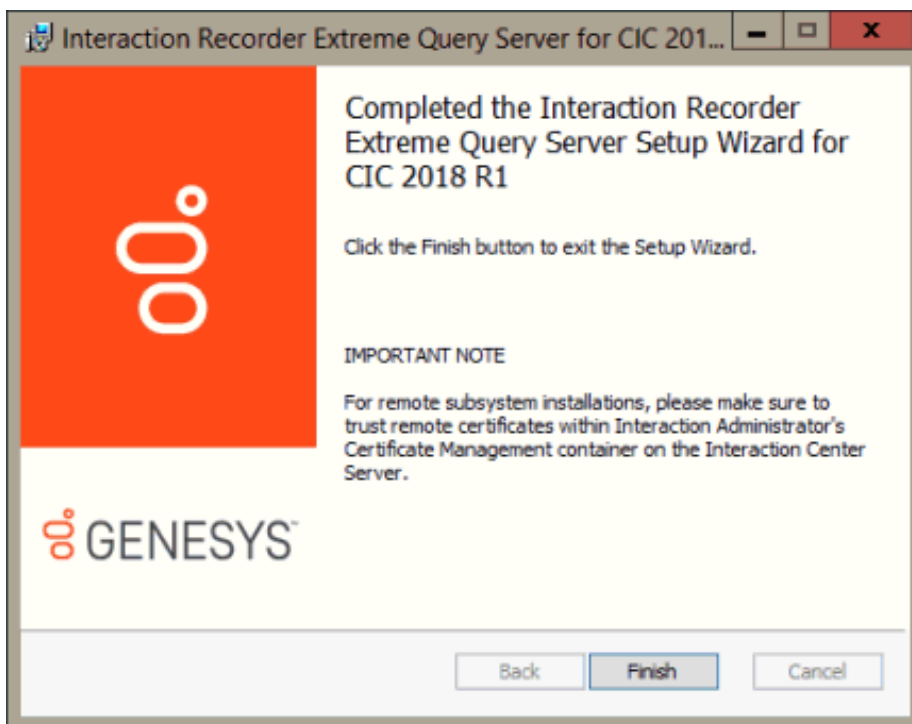 Interaction Recorder Extreme Query Server for CIC 201...
Completed the Interaction Recorder
Extreme Query Server Setup Wizard for
CIC 2018 R1
Click the Finish button to exit the Setup Wizard.
IMPORTANT NOTE
For remote subsystem installations, please make sure to
trust remote certificates within Interaction Administrator's
Certificate Management container on the Interaction Center
Server.
GENESYS™
Back
Finish
Cancel